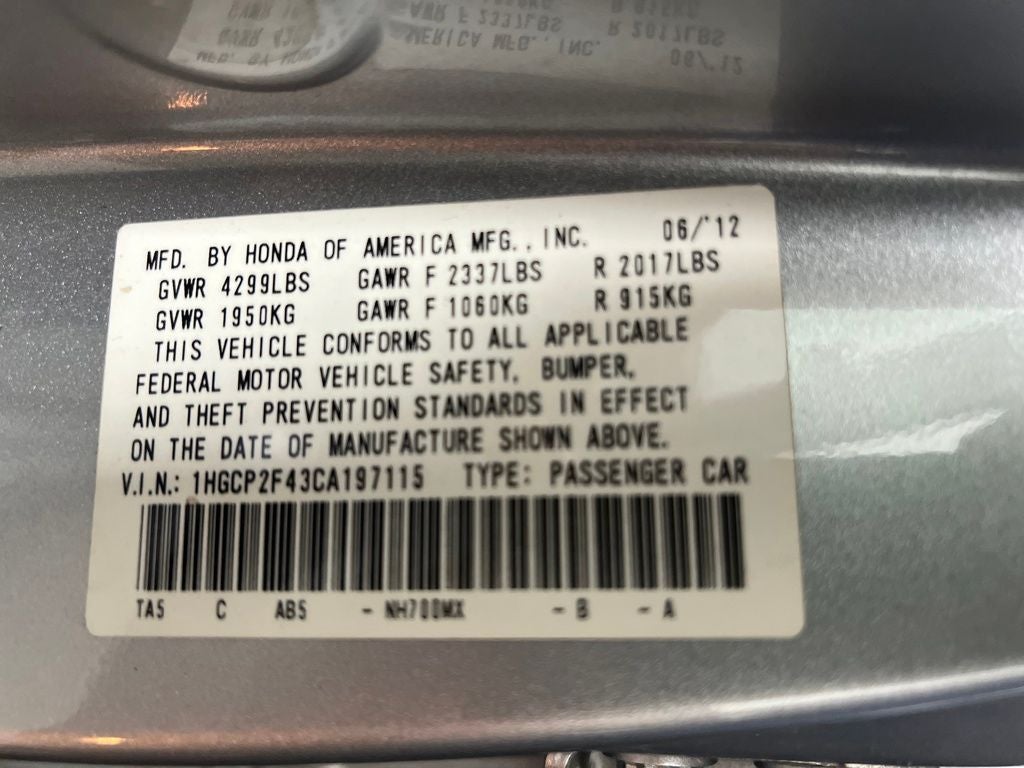 MFD. BY HONDA OF AMERICA MFG., INC. 06/'12
GVWR 4299LBS GAWR F 2337LBS R 2017LBS
GVWR 1950KG GAWR F 1060KG R 915KG
THIS VEHICLE CONFORMS TO ALL APPLICABLE
FEDERAL MOTOR VEHICLE SAFETY, BUMPER,
AND THEFT PREVENTION STANDARDS IN EFFECT
ON THE DATE OF MANUFACTURE SHOWN ABOVE.
V.I.N.: 1HGCP2F43CA197115 TYPE: PASSENGER CAR
TA5 C AB5 - NH700MX - B - A